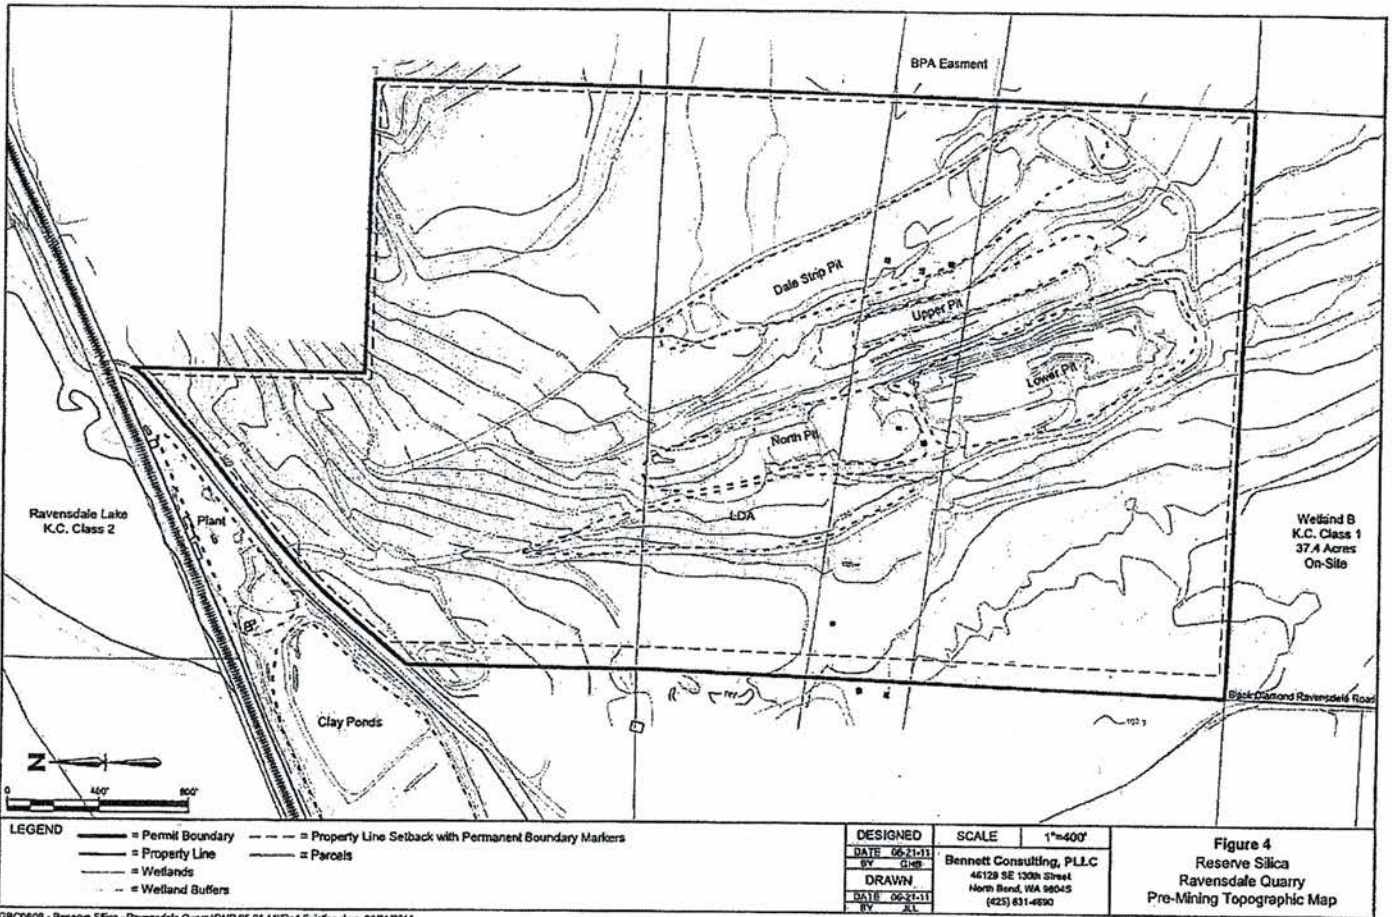 BPA Easment
Dale Strip Pit
Upper Pit
Lower Pit
North Pit
LDA
Ravensdale Lake
K.C. Class 2
Plant
Wetland B
K.C. Class 1
37.4 Acres
On-Site
Black Diamond Ravensdale Road
Clay Ponds
N
0 400' 800'
LEGEND
= Permit Boundary
= Property Line Setback with Permanent Boundary Markers
= Property Line
= Parcels
= Wetlands
= Wetland Buffers
DESIGNED
DATE 06-21-11
BY
DRAWN
DATE 06-21-11
BY JLL
SCALE 1"=400'
Bennett Consulting, PLLC
46129 SE 130th Street
North Bend, WA 98045
(425) 831-4690
Figure 4
Reserve Silica
Ravensdale Quarry
Pre-Mining Topographic Map